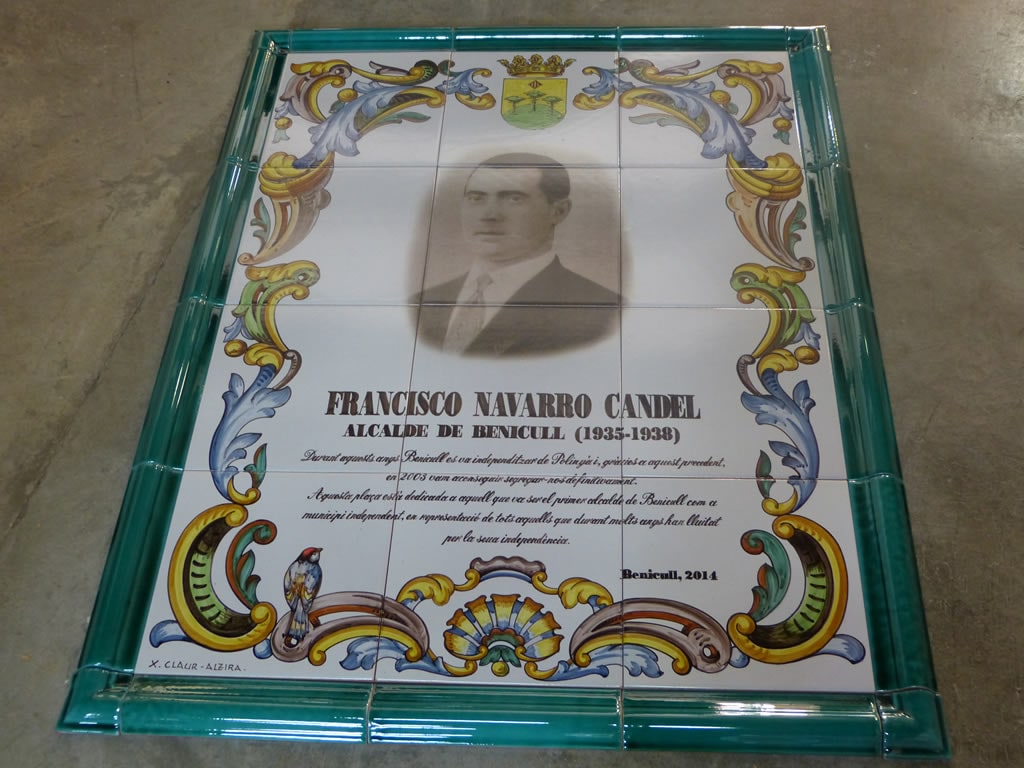 FRANCISCO NAVARRO CANDEL
ALCALDE DE BENICULL (1935-1938)
Durant aquests anys Benicull es va independitzar de Polinyà i, gràcies a aquest precedent,
en 2003 vam aconseguir segregar-nos definitivament.
Aquesta plaça està dedicada a aquell que va ser el primer alcalde de Benicull com a
municipi independent, en representació de tots aquells que durant molts anys han lluitat
per la seua independència.
Benicull, 2014
X. CLAUR - ALZIRA.